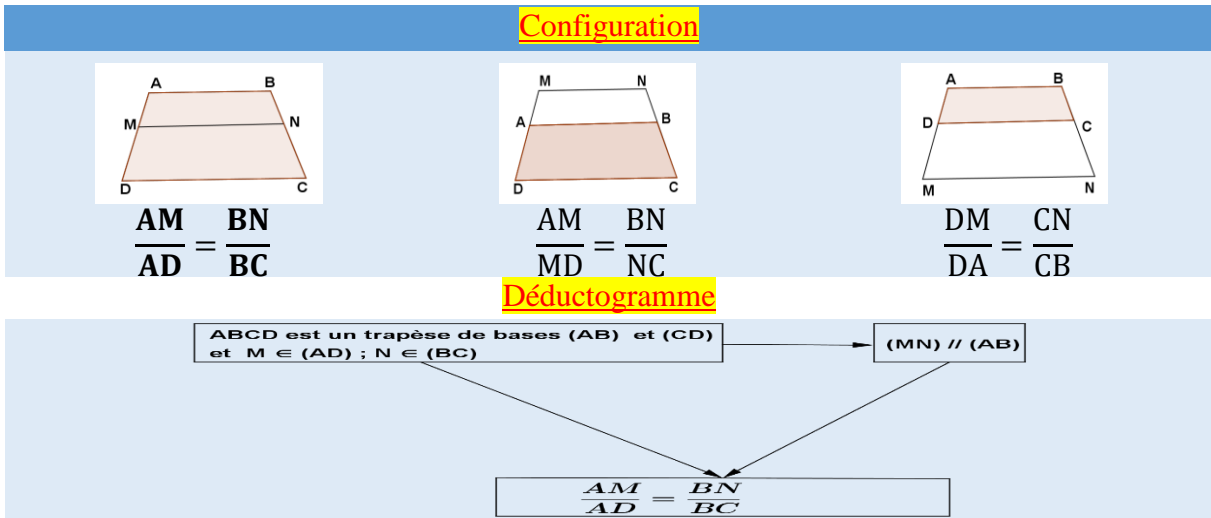 Configuration
A B
M N
D C
M N
A B
D C
A B
D C
M N
AM/AD = BN/BC
AM/MD = BN/NC
DM/DA = CN/CB
Déductogramme
ABCD est un trapèse de bases (AB) et (CD)
et M ∈ (AD) ; N ∈ (BC)
(MN) // (AB)
AM/AD = BN/BC